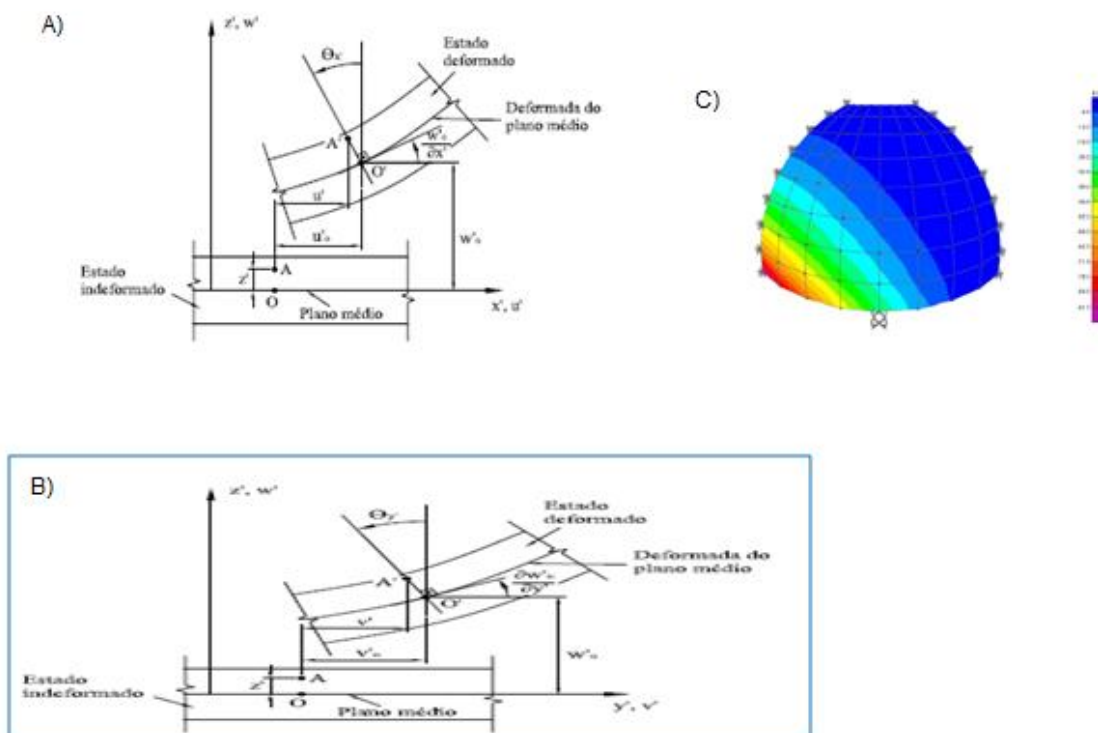 A)
z', w'
Θx'
Estado
deformado
Deformada do
plano médio
A'
w'o
∂x'
O'
u'
u'o
w'o
Estado
indeformado
z'
A
O
Plano médio
x', u'
C)
B)
z', w'
Θy'
Estado
deformado
Deformada do
plano médio
A'
∂w'o
∂y'
O'
v'
v'o
w'o
Estado
indeformado
z'
A
O
Plano médio
y', v'